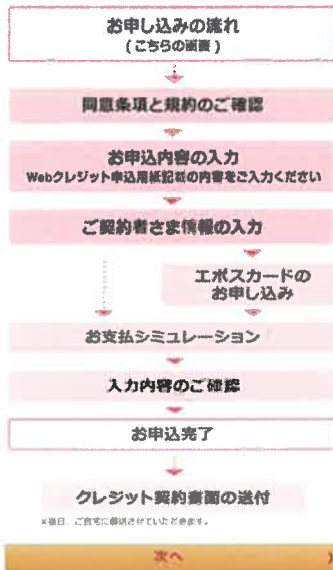 お申し込みの流れ
(こちらの画面)
同意条項と規約のご確認
お申込内容の入力
Webクレジット申込用紙記載の内容をご入力ください
ご契約者さま情報の入力
エポスカードの
お申し込み
お支払シミュレーション
入力内容のご確認
お申込完了
クレジット契約書面の送付
※後日、ご自宅に郵送させていただきます。
次へ